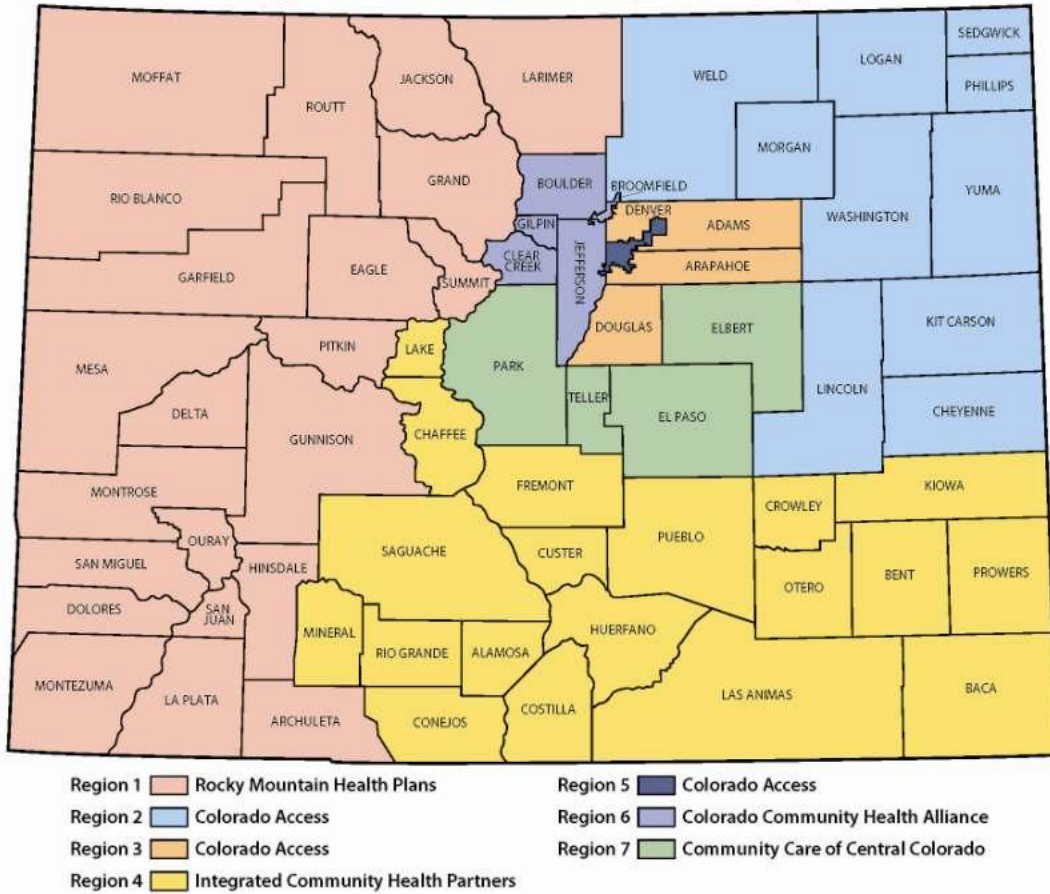 SEDGWICK
LOGAN
WELD
JACKSON
LARIMER
MOFFAT
PHILLIPS
ROUTT
MORGAN
GRAND
BOULDER
BROOMFIELD
YUMA
RIO BLANCO
DENVER
WASHINGTON
GILPIN
ADAMS
CLEAR
CREEK
JEFFERSON
ARAPAHOE
EAGLE
GARFIELD
SUMMIT
KIT CARSON
DOUGLAS
ELBERT
PITKIN
LAKE
MESA
PARK
LINCOLN
TELLER
CHEYENNE
DELTA
EL PASO
CHAFFEE
GUNNISON
FREMONT
KIOWA
MONTROSE
CROWLEY
PUEBLO
OURAY
SAGUACHE
CUSTER
SAN MIGUEL
HINSDALE
BENT
PROWERS
OTERO
DOLORES
SAN
JUAN
MINERAL
HUERFANO
RIO GRANDE
ALAMOSA
MONTEZUMA
LA PLATA
LAS ANIMAS
BACA
COSTILLA
ARCHULETA
CONEJOS
Region 1 Rocky Mountain Health Plans
Region 2 Colorado Access
Region 3 Colorado Access
Region 4 Integrated Community Health Partners
Region 5 Colorado Access
Region 6 Colorado Community Health Alliance
Region 7 Community Care of Central Colorado